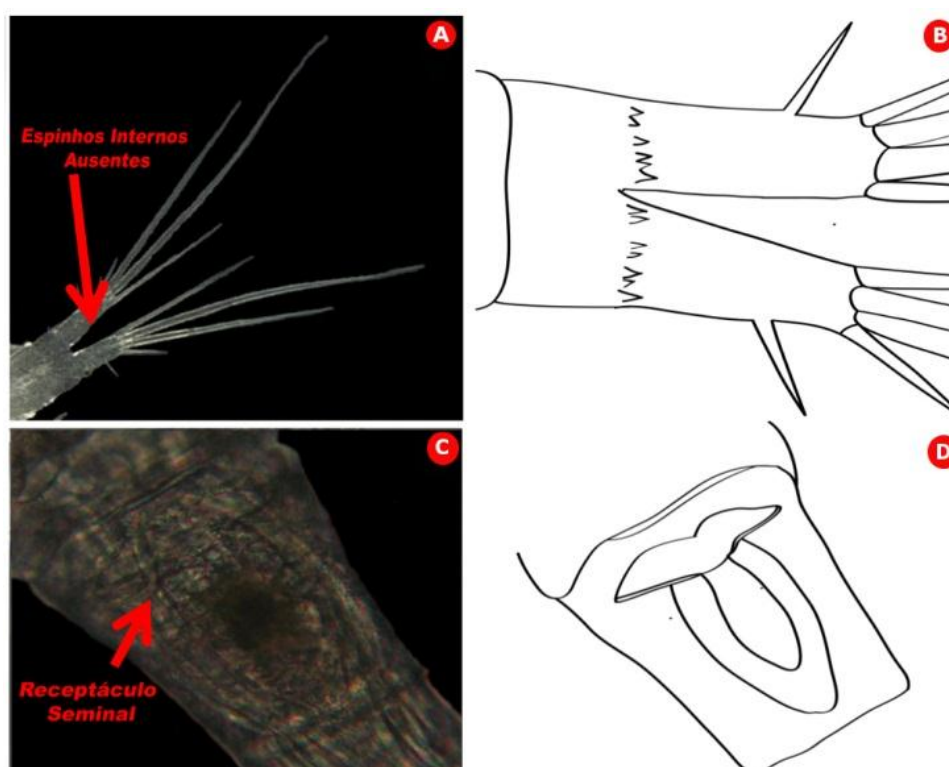 A
Espinhos Internos
Ausentes
B
C
Receptáculo
Seminal
D